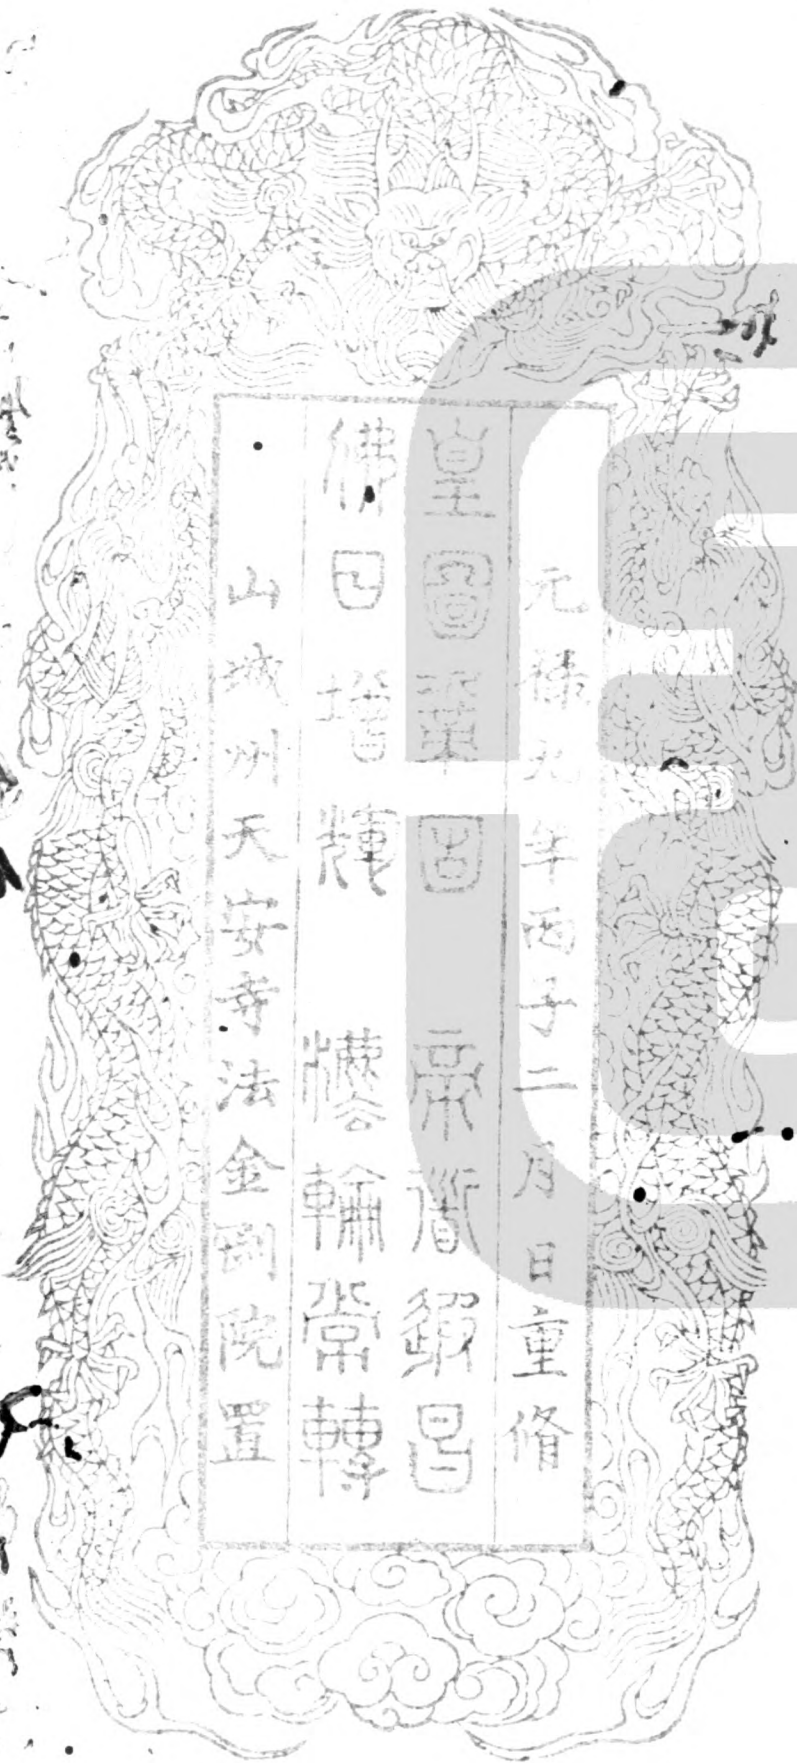 元祿九年丙子二月日重脩
皇圖鞏固　帝道遐昌
佛日增輝　法輪常轉
山城州天安寺法金剛院置